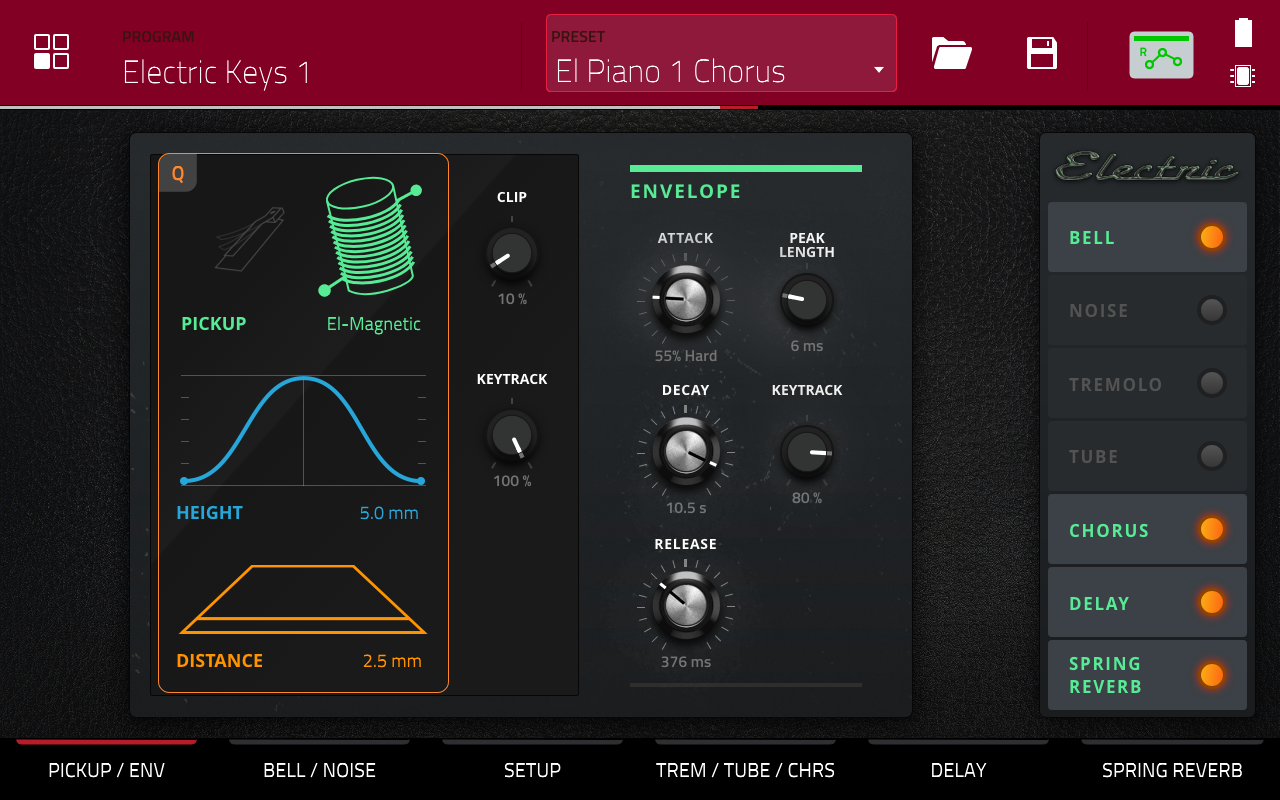 PROGRAM
Electric Keys 1
PRESET
El Piano 1 Chorus
R
Q
PICKUP
El-Magnetic
HEIGHT
5.0 mm
DISTANCE
2.5 mm
CLIP
10 %
KEYTRACK
100 %
ENVELOPE
ATTACK
55% Hard
PEAK
LENGTH
6 ms
DECAY
10.5 s
KEYTRACK
80 %
RELEASE
376 ms
Electric
BELL
NOISE
TREMOLO
TUBE
CHORUS
DELAY
SPRING
REVERB
PICKUP / ENV
BELL / NOISE
SETUP
TREM / TUBE / CHRS
DELAY
SPRING REVERB